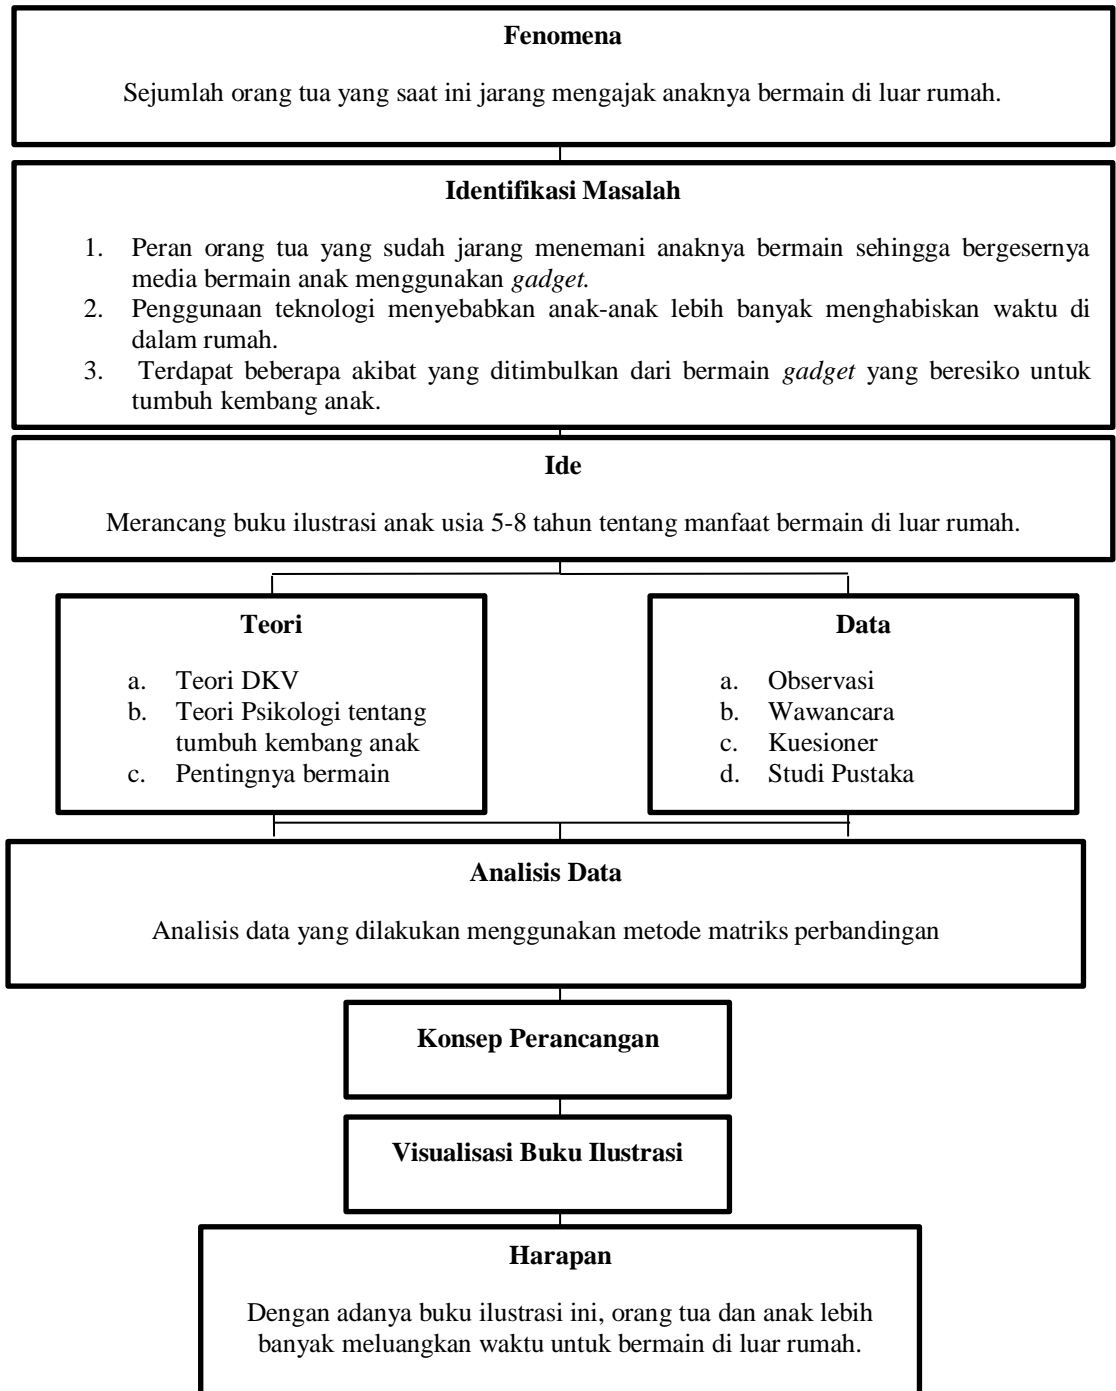 Fenomena
Sejumlah orang tua yang saat ini jarang mengajak anaknya bermain di luar rumah.
Identifikasi Masalah
1. Peran orang tua yang sudah jarang menemani anaknya bermain sehingga bergesernya
media bermain anak menggunakan gadget.
2. Penggunaan teknologi menyebabkan anak-anak lebih banyak menghabiskan waktu di
dalam rumah.
3. Terdapat beberapa akibat yang ditimbulkan dari bermain gadget yang beresiko untuk
tumbuh kembang anak.
Ide
Merancang buku ilustrasi anak usia 5-8 tahun tentang manfaat bermain di luar rumah.
Teori
a. Teori DKV
b. Teori Psikologi tentang
tumbuh kembang anak
c. Pentingnya bermain
Data
a. Observasi
b. Wawancara
c. Kuesioner
d. Studi Pustaka
Analisis Data
Analisis data yang dilakukan menggunakan metode matriks perbandingan
Konsep Perancangan
Visualisasi Buku Ilustrasi
Harapan
Dengan adanya buku ilustrasi ini, orang tua dan anak lebih
banyak meluangkan waktu untuk bermain di luar rumah.